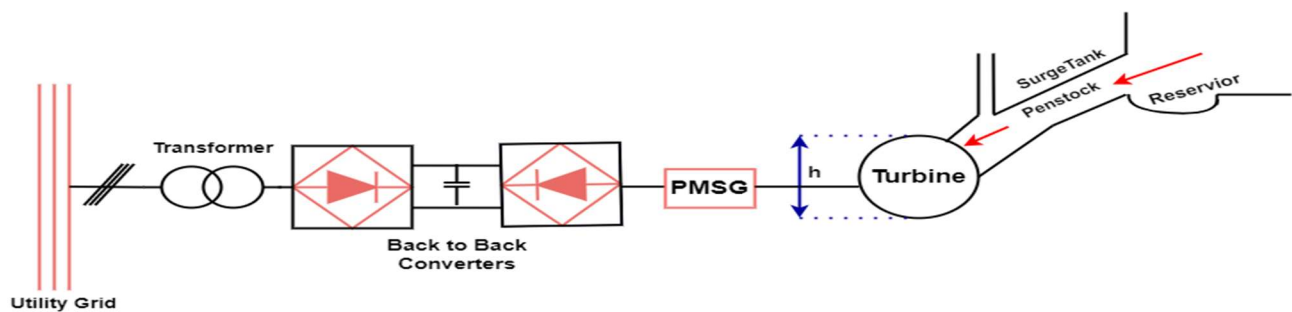 SurgeTank
Penstock
Reservior
Transformer
PMSG
h
Turbine
Back to Back
Converters
Utility Grid